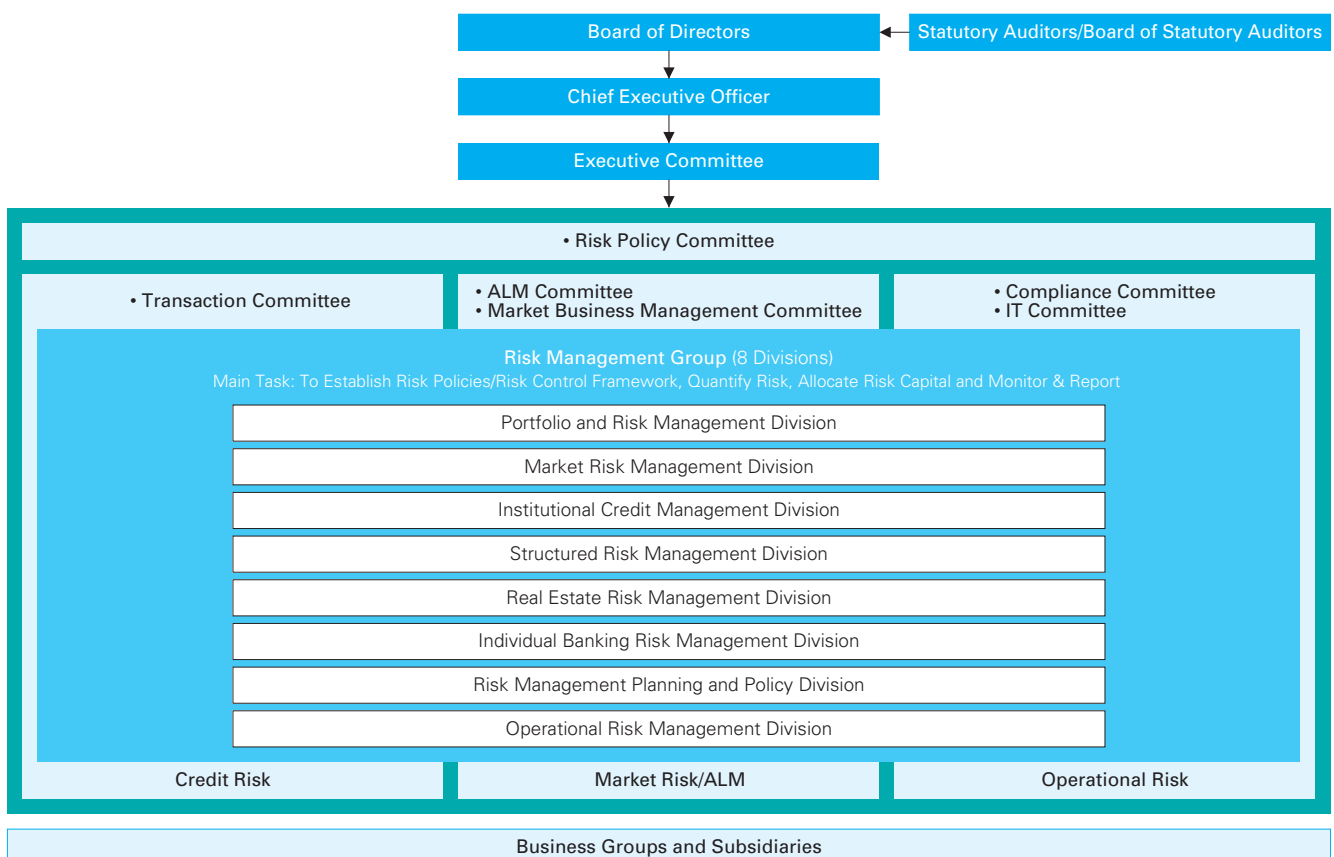 Board of Directors
Statutory Auditors/Board of Statutory Auditors
Chief Executive Officer
Executive Committee
• Risk Policy Committee
• Transaction Committee
• ALM Committee
• Market Business Management Committee
• Compliance Committee
• IT Committee
Risk Management Group (8 Divisions)
Main Task: To Establish Risk Policies/Risk Control Framework, Quantify Risk, Allocate Risk Capital and Monitor & Report
Portfolio and Risk Management Division
Market Risk Management Division
Institutional Credit Management Division
Structured Risk Management Division
Real Estate Risk Management Division
Individual Banking Risk Management Division
Risk Management Planning and Policy Division
Operational Risk Management Division
Credit Risk
Market Risk/ALM
Operational Risk
Business Groups and Subsidiaries